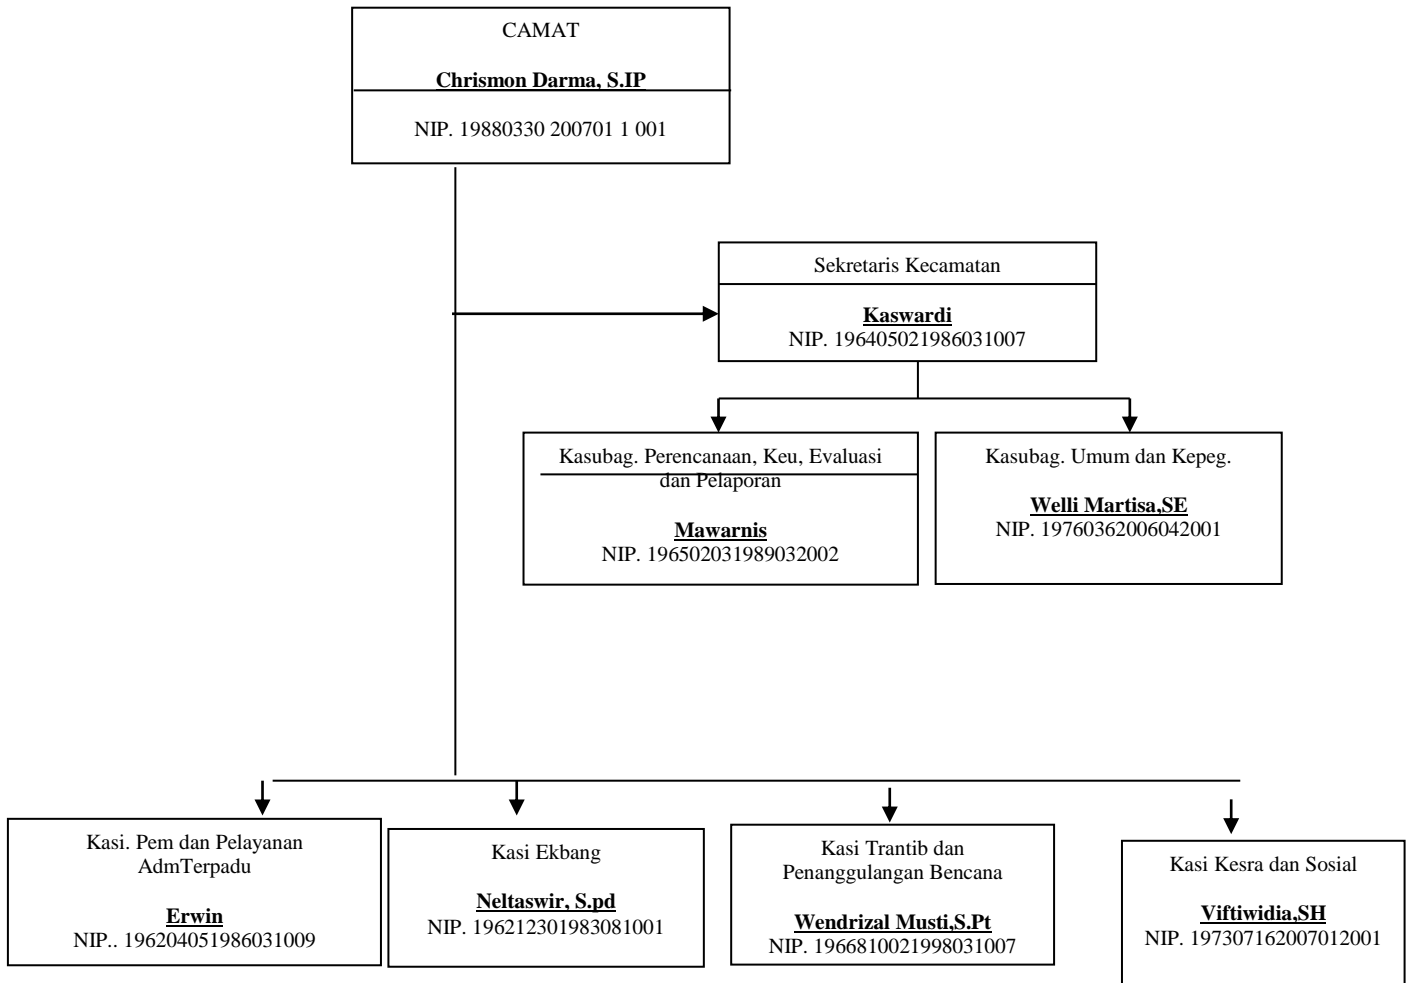 CAMAT
Chrismon Darma, S.IP
NIP. 19880330 200701 1 001
Sekretaris Kecamatan
Kaswardi
NIP. 196405021986031007
Kasubag. Perencanaan, Keu, Evaluasi
dan Pelaporan
Mawarnis
NIP. 196502031989032002
Kasubag. Umum dan Kepeg.
Welli Martisa,SE
NIP. 19760362006042001
Kasi. Pem dan Pelayanan
AdmTerpadu
Erwin
NIP.. 196204051986031009
Kasi Ekbang
Neltaswir, S.pd
NIP. 196212301983081001
Kasi Trantib dan
Penanggulangan Bencana
Wendrizal Musti,S.Pt
NIP. 196681002​1998031007
Kasi Kesra dan Sosial
Viftiwidia,SH
NIP. 197307162007012001